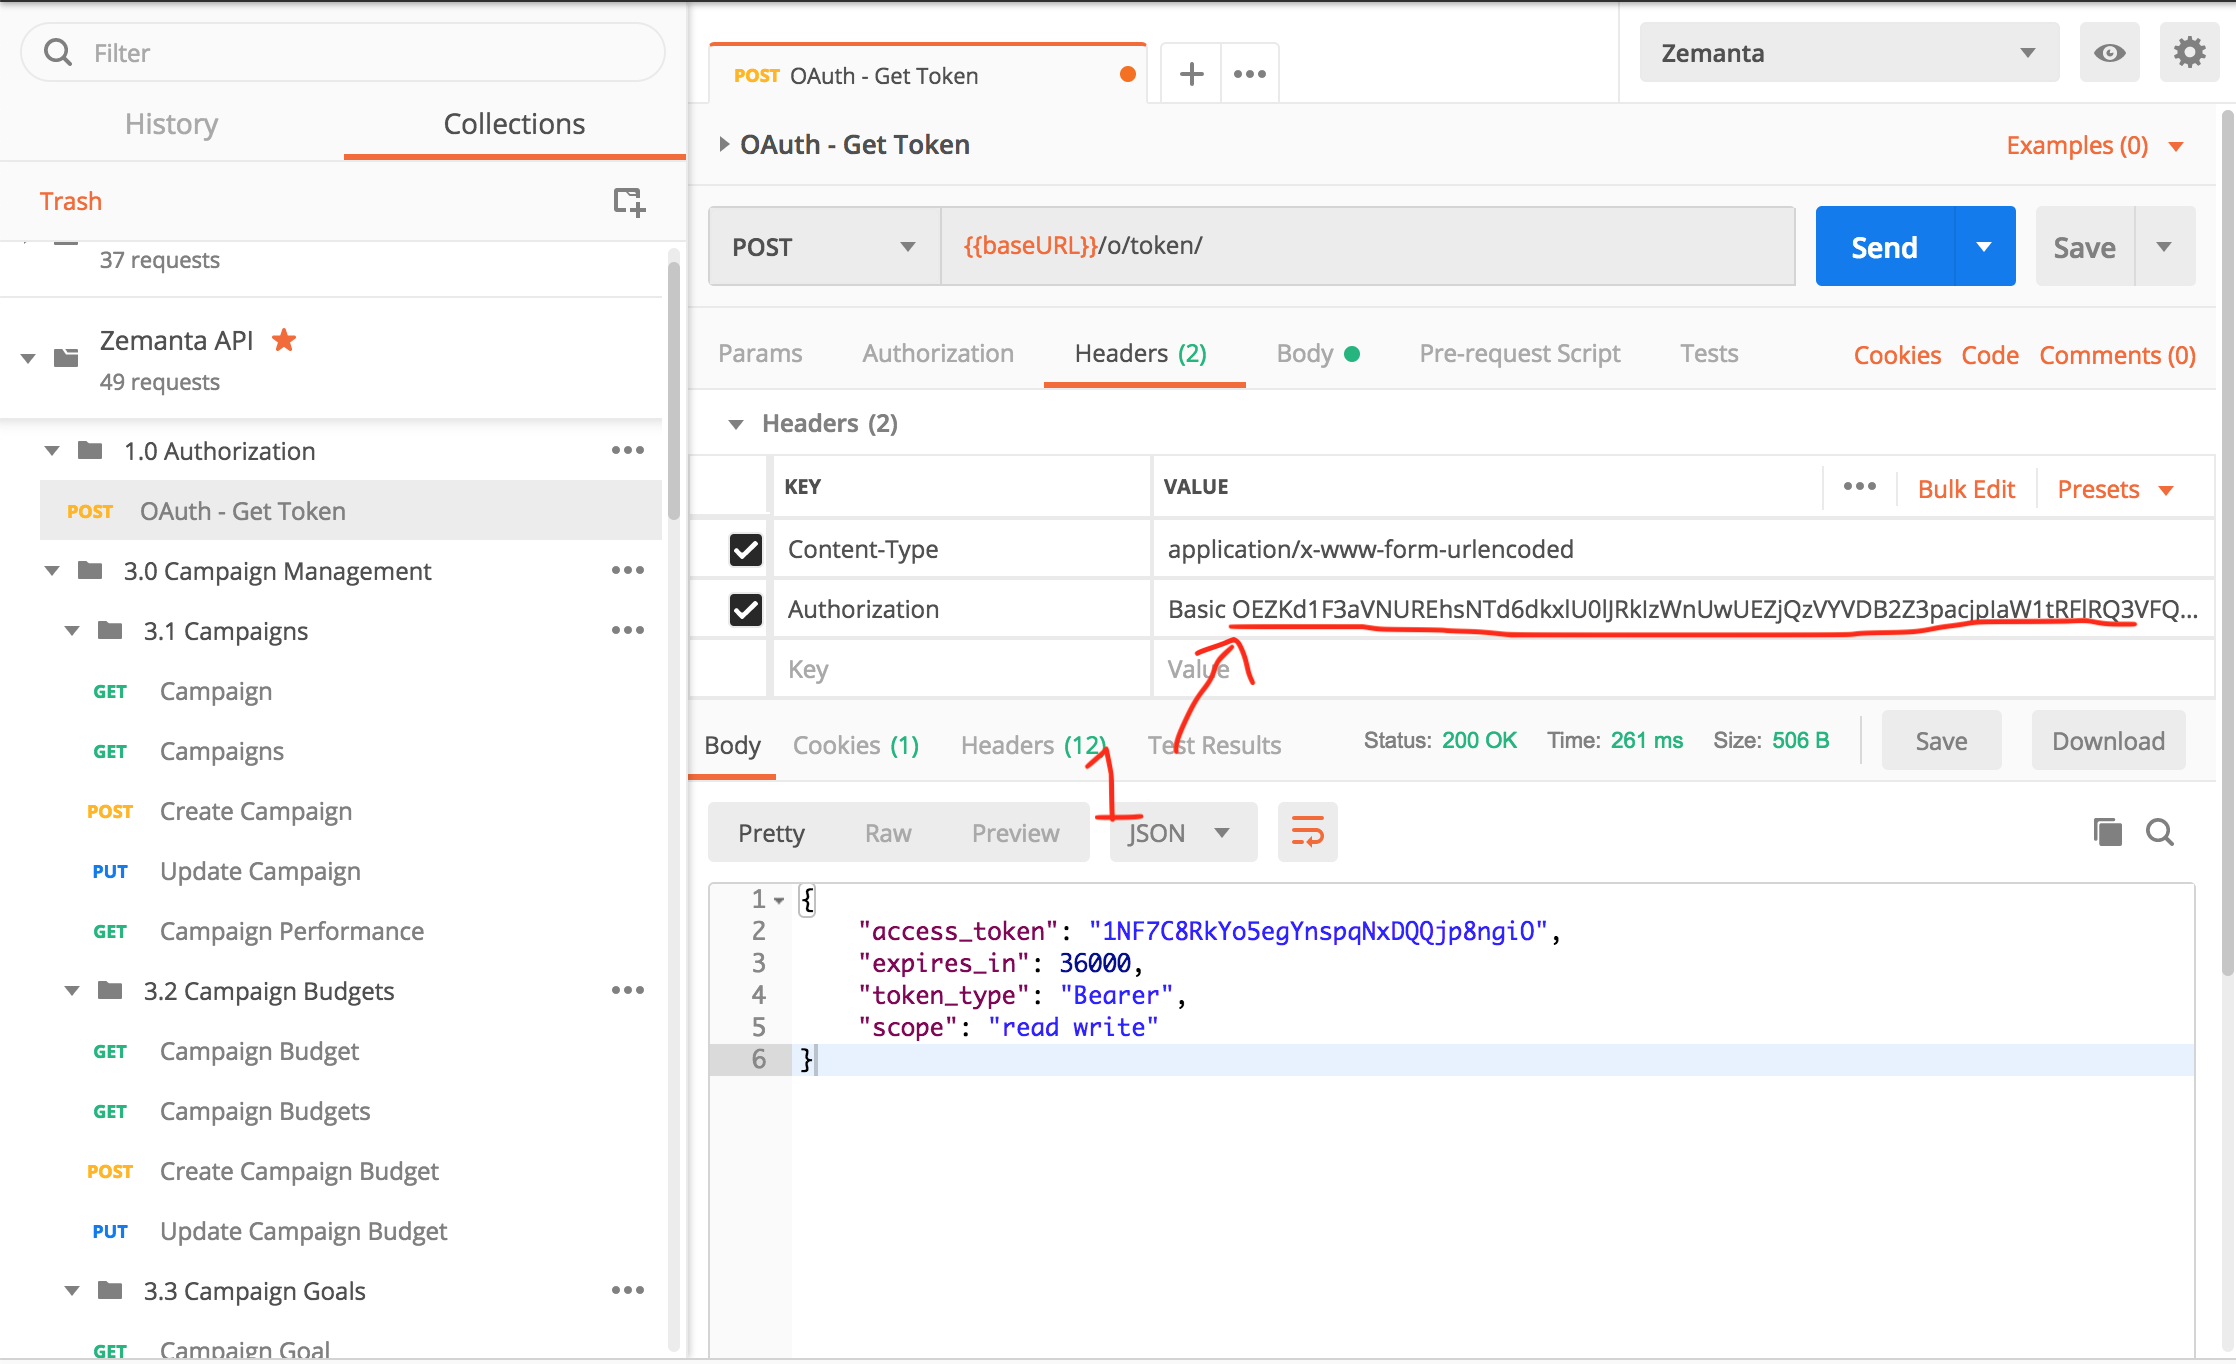 Filter
History
Collections
Trash
37 requests
Zemanta API
49 requests
1.0 Authorization
POST OAuth - Get Token
3.0 Campaign Management
3.1 Campaigns
GET Campaign
GET Campaigns
POST Create Campaign
PUT Update Campaign
GET Campaign Performance
3.2 Campaign Budgets
GET Campaign Budget
GET Campaign Budgets
POST Create Campaign Budget
PUT Update Campaign Budget
3.3 Campaign Goals
GET Campaign Goal
POST OAuth - Get Token
Zemanta
OAuth - Get Token
Examples (0)
POST {{baseURL}}/o/token/
Send
Save
Params Authorization Headers (2) Body Pre-request Script Tests
Cookies Code Comments (0)
Headers (2)
KEY VALUE
Bulk Edit Presets
Content-Type application/x-www-form-urlencoded
Authorization Basic OEZKd1F3aVNUREhsNTd6dkxlU0lJRklzWnUwUEZjQzVYVDB2Z3pacjpIaW1tRFlRQ3VFQ...
Key Value
1
Body Cookies (1) Headers (12) Test Results
Status: 200 OK Time: 261 ms Size: 506 B
Save Download
Pretty Raw Preview JSON
1 {
2 "access_token": "1NF7C8RkYo5egYnspqNxDQQjp8ngiO",
3 "expires_in": 36000,
4 "token_type": "Bearer",
5 "scope": "read write"
6 }